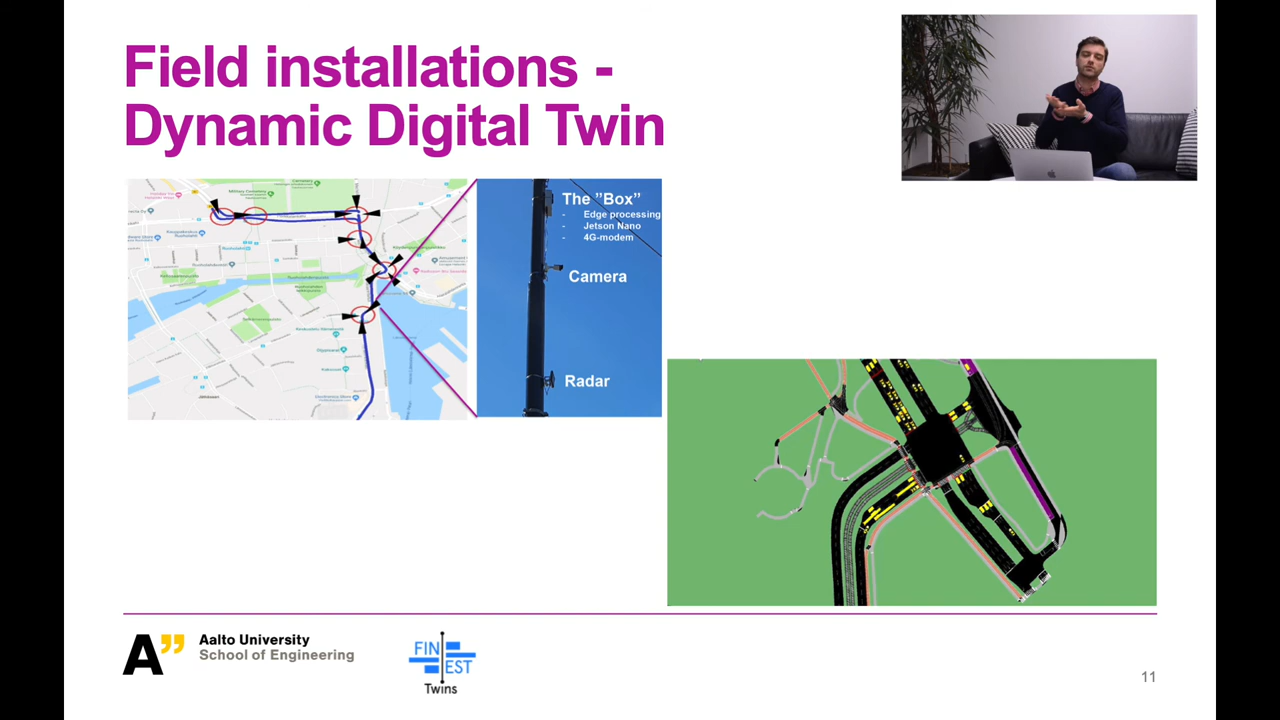 Field installations -
Dynamic Digital Twin
The ”Box”
- Edge processing
- Jetson Nano
- 4G-modem
Camera
Radar
Aalto University
School of Engineering
FIN
EST
Twins
11